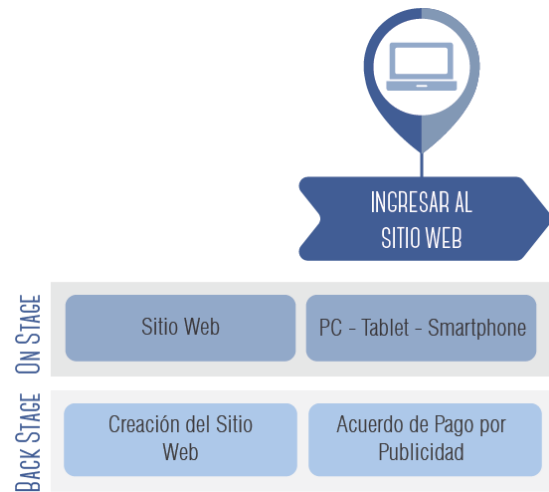 INGRESAR AL
SITIO WEB
ON STAGE
Sitio Web
PC - Tablet - Smartphone
BACK STAGE
Creación del Sitio
Web
Acuerdo de Pago por
Publicidad